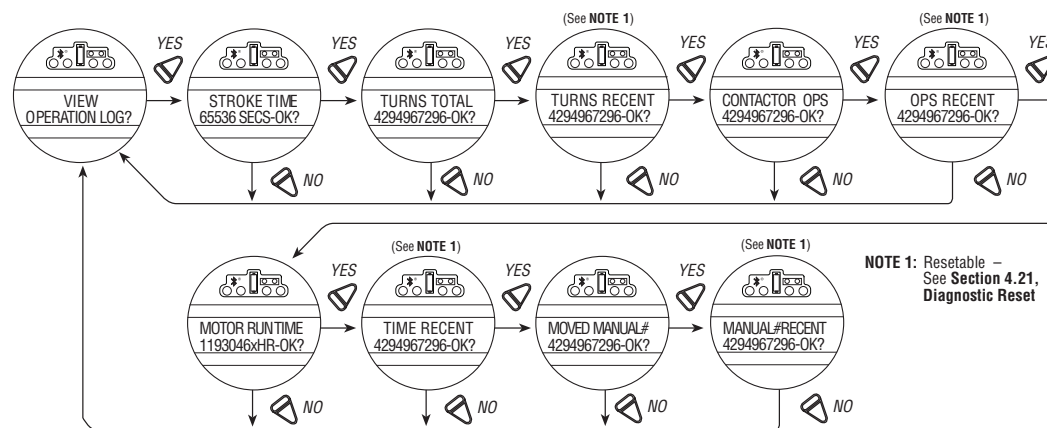 (See NOTE 1) (See NOTE 1)
YES YES YES YES YES YES
VIEW
OPERATION LOG?
STROKE TIME
65536 SECS-OK?
TURNS TOTAL
4294967296-OK?
TURNS RECENT
4294967296-OK?
CONTACTOR OPS
4294967296-OK?
OPS RECENT
4294967296-OK?
NO NO NO NO NO NO
(See NOTE 1) (See NOTE 1)
YES YES YES
MOTOR RUNTIME
1193046xHR-OK?
TIME RECENT
4294967296-OK?
MOVED MANUAL#
4294967296-OK?
MANUAL#RECENT
4294967296-OK?
NO NO NO NO
NOTE 1: Resetable –
See Section 4.21,
Diagnostic Reset